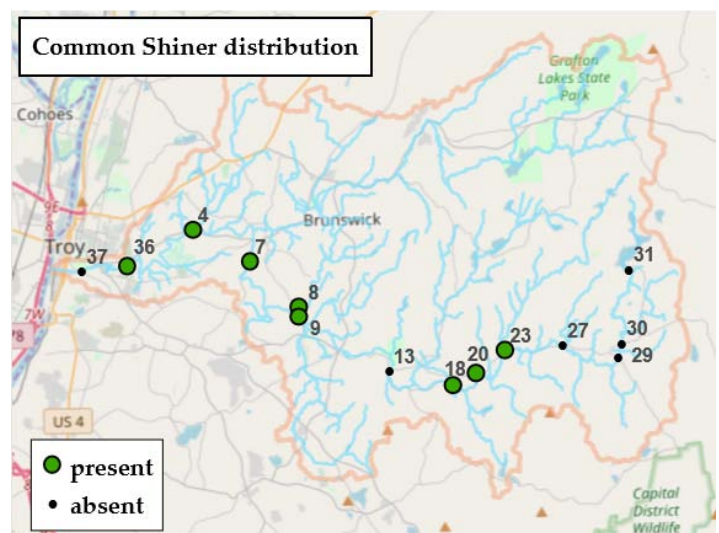 Common Shiner distribution
Grafton
Lakes State
Park
Cohoes
9E
4
Brunswick
Troy
37
36
7
31
8
9
7W
78
13
18
20
23
27
30
29
US 4
present
absent
Capital
District
Wildlife